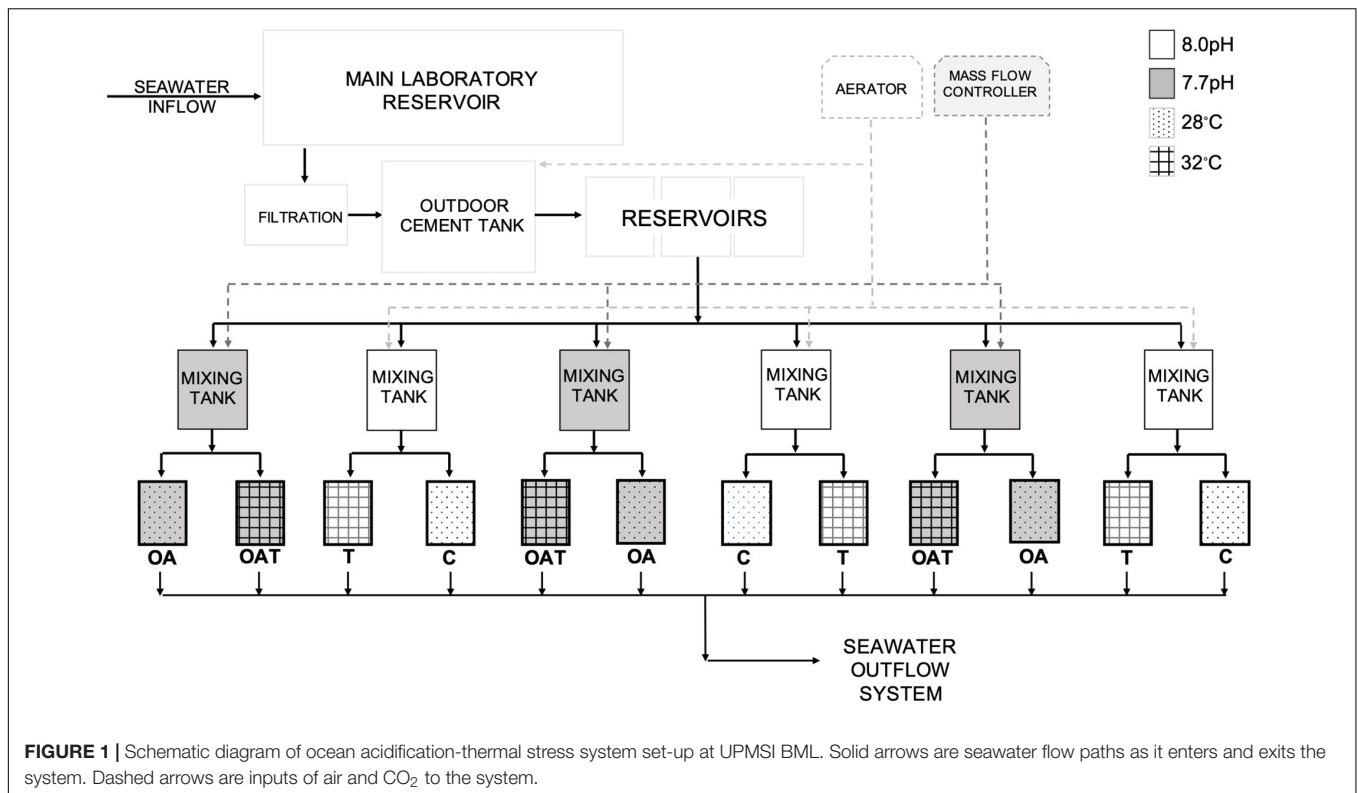 SEAWATER
INFLOW
MAIN LABORATORY
RESERVOIR
AERATOR
MASS FLOW
CONTROLLER
8.0pH
7.7pH
28°C
32°C
FILTRATION
OUTDOOR
CEMENT TANK
RESERVOIRS
MIXING
TANK
MIXING
TANK
MIXING
TANK
MIXING
TANK
MIXING
TANK
MIXING
TANK
OA OAT T C OAT OA C T OAT OA T C
SEAWATER
OUTFLOW
SYSTEM
FIGURE 1 | Schematic diagram of ocean acidification-thermal stress system set-up at UPMSI BML. Solid arrows are seawater flow paths as it enters and exits the
system. Dashed arrows are inputs of air and CO₂ to the system.